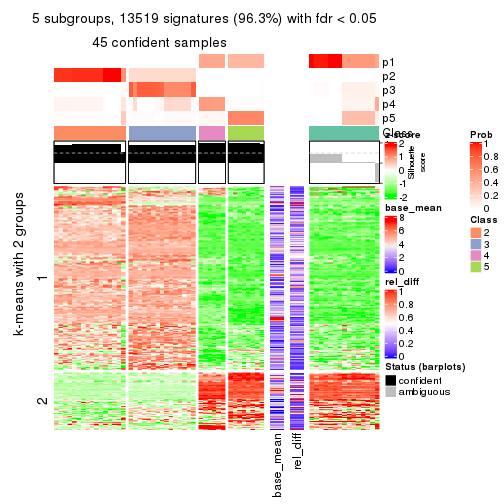 5 subgroups, 13519 signatures (96.3%) with fdr < 0.05
45 confident samples
p1
p2
p3
p4
p5
Class
z-score
2
1
0
-1
-2
Silhouette
score
base_mean
8
6
4
2
0
rel_diff
1
0.8
0.6
0.4
0.2
0
Status (barplots)
confident
ambiguous
Prob
1
0.8
0.6
0.4
0.2
0
Class
2
3
4
5
k-means with 2 groups
1
2
base_mean
rel_diff